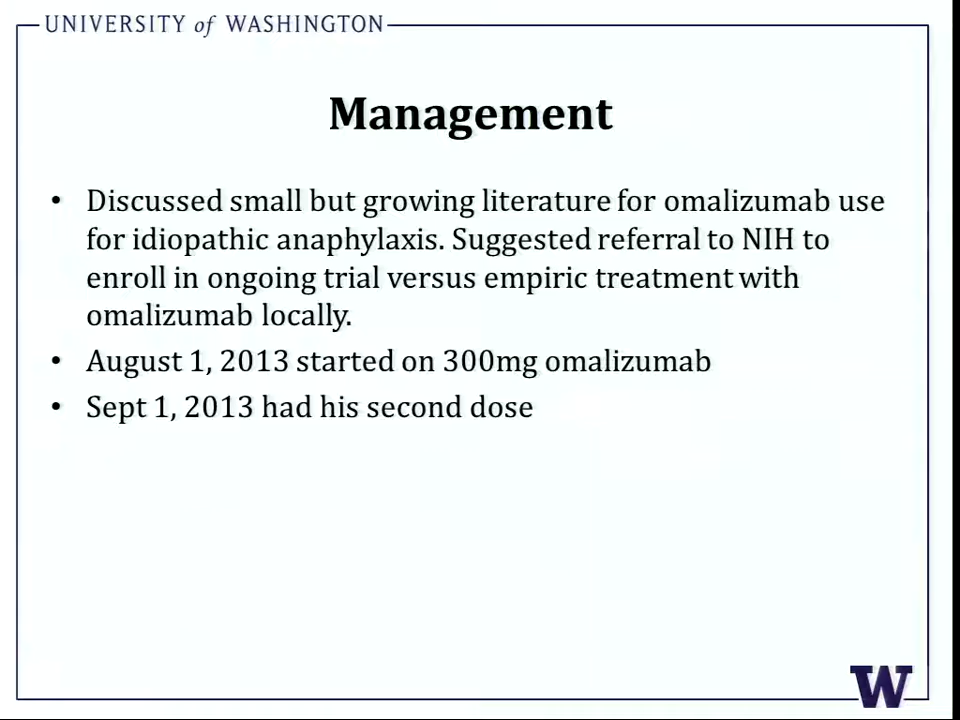 UNIVERSITY of WASHINGTON
Management
• Discussed small but growing literature for omalizumab use
for idiopathic anaphylaxis. Suggested referral to NIH to
enroll in ongoing trial versus empiric treatment with
omalizumab locally.
• August 1, 2013 started on 300mg omalizumab
• Sept 1, 2013 had his second dose
W